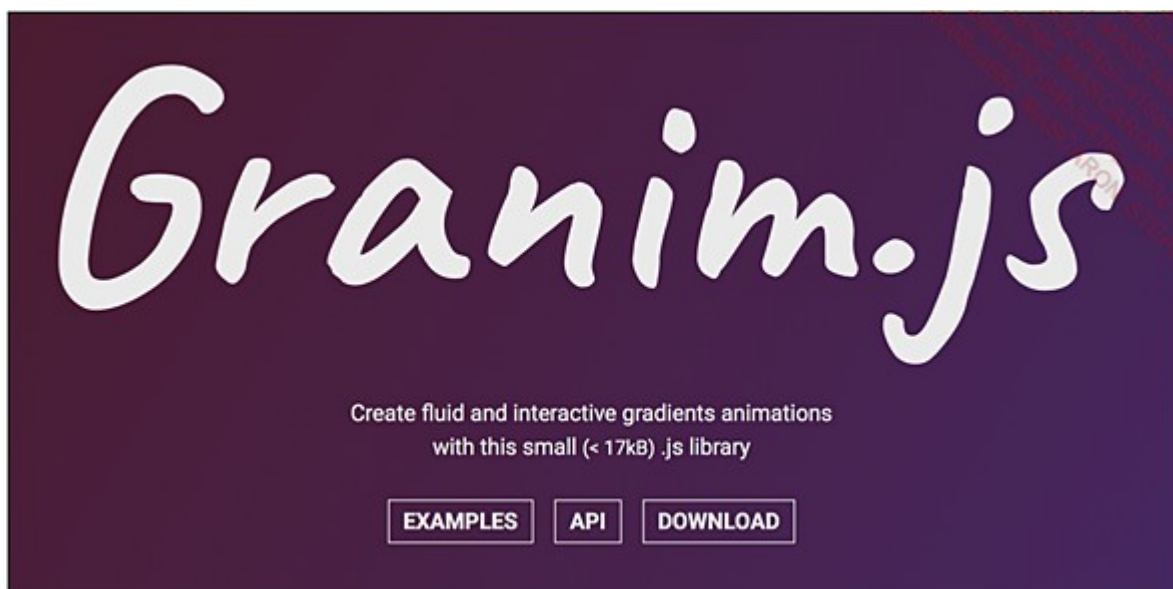 Granim.js
Create fluid and interactive gradients animations
with this small (< 17kB) .js library
EXAMPLES API DOWNLOAD